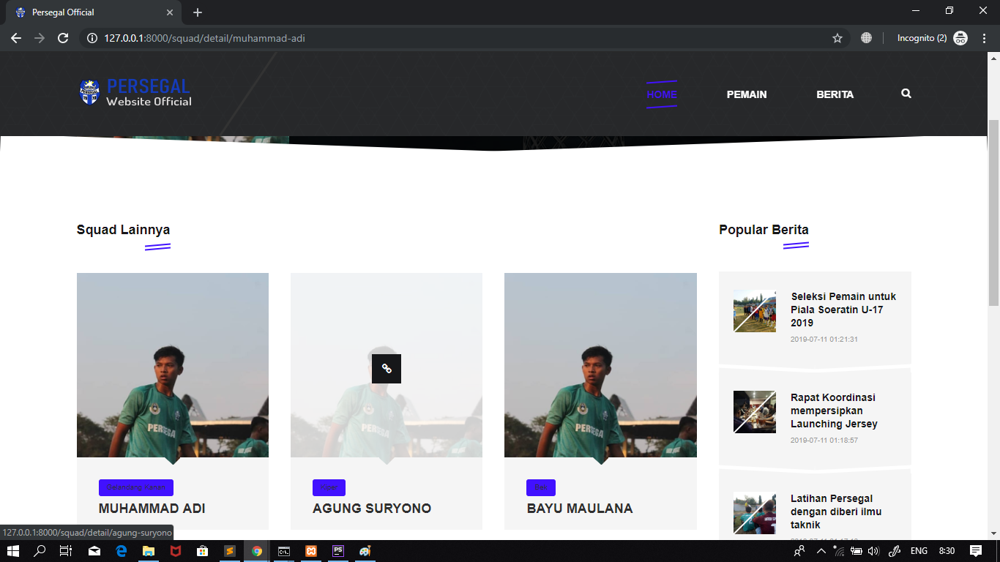 Persegal Official
127.0.0.1:8000/squad/detail/muhammad-adi
Incognito (2)
PERSEGAL
Website Official
HOME
PEMAIN
BERITA
Squad Lainnya
Popular Berita
PERSEGAL
PERSEGAL
PERSEGAL
Gelandang Kanan
MUHAMMAD ADI
Kiper
AGUNG SURYONO
Bek
BAYU MAULANA
Seleksi Pemain untuk
Piala Soeratin U-17
2019
2019-07-11 01:21:31
Rapat Koordinasi
mempersipkan
Launching Jersey
2019-07-11 01:18:57
Latihan Persegal
dengan diberi ilmu
taknik
127.0.0.1:8000/squad/detail/agung-suryono
ENG
8:30